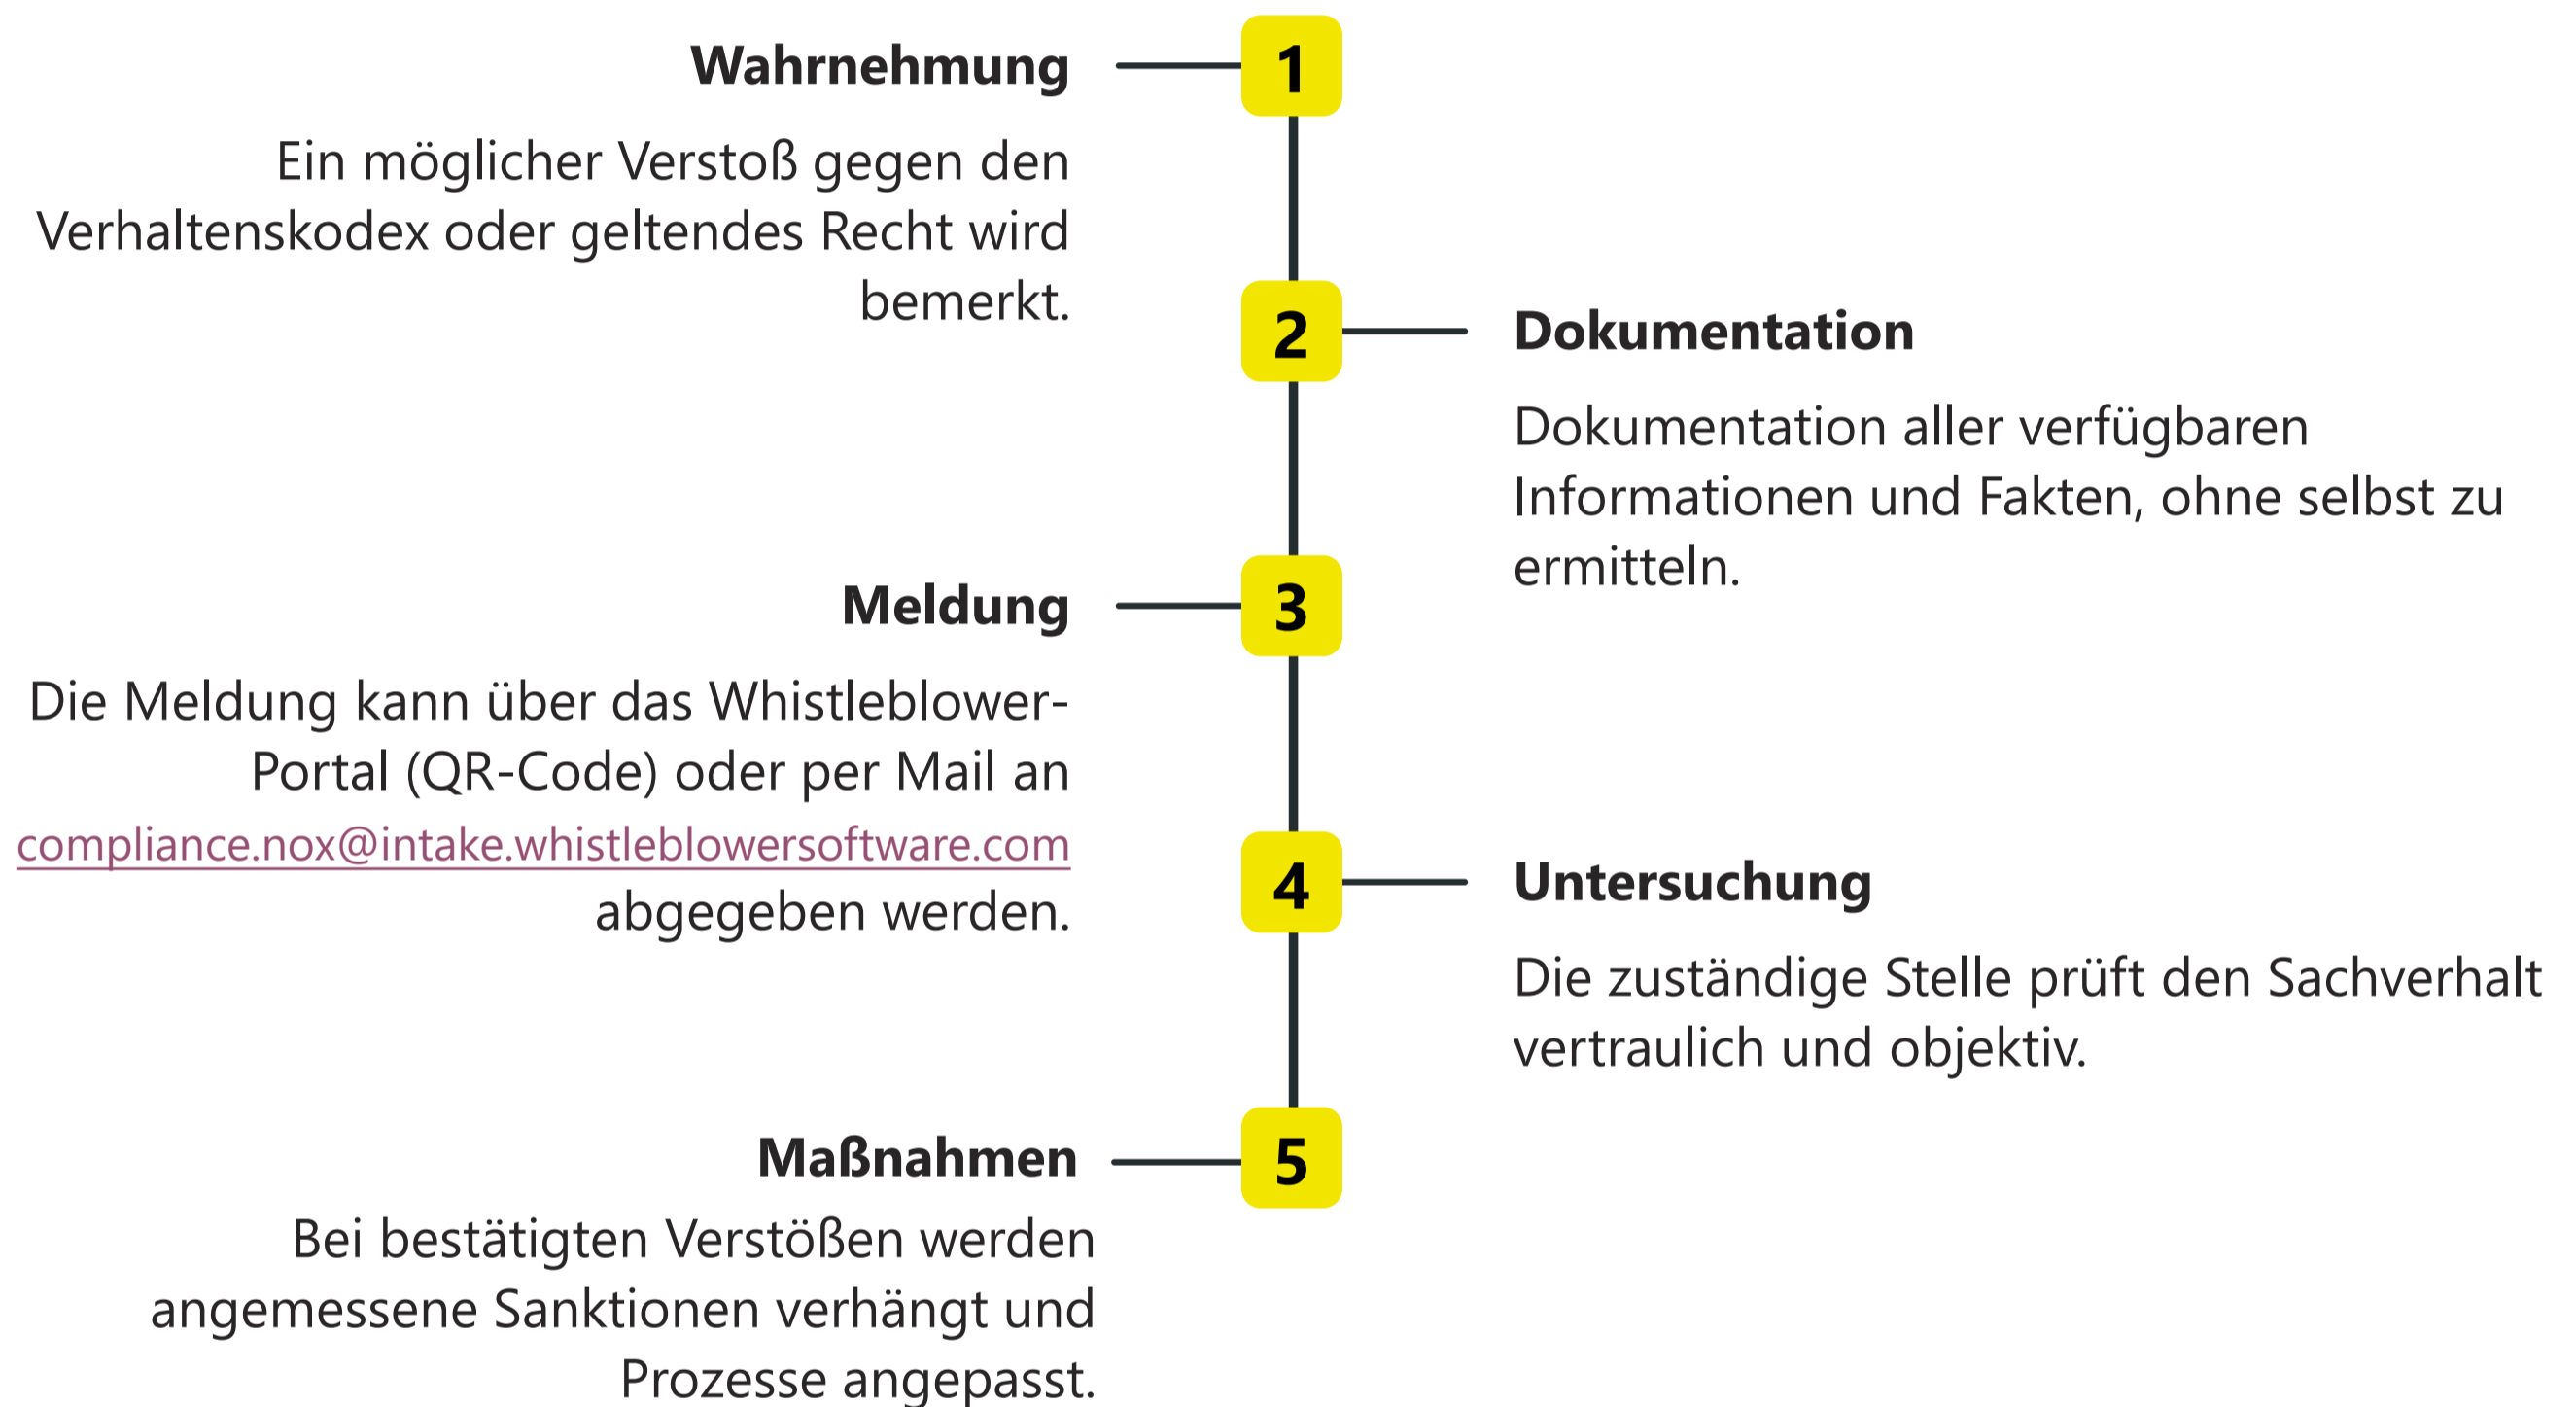 Wahrnehmung
1
Ein möglicher Verstoß gegen den
Verhaltenskodex oder geltendes Recht wird
bemerkt.
2
Dokumentation
Dokumentation aller verfügbaren
Informationen und Fakten, ohne selbst zu
ermitteln.
Meldung
3
Die Meldung kann über das Whistleblower-
Portal (QR-Code) oder per Mail an
compliance.nox@intake.whistleblowersoftware.com
abgegeben werden.
4
Untersuchung
Die zuständige Stelle prüft den Sachverhalt
vertraulich und objektiv.
Maßnahmen
5
Bei bestätigten Verstößen werden
angemessene Sanktionen verhängt und
Prozesse angepasst.